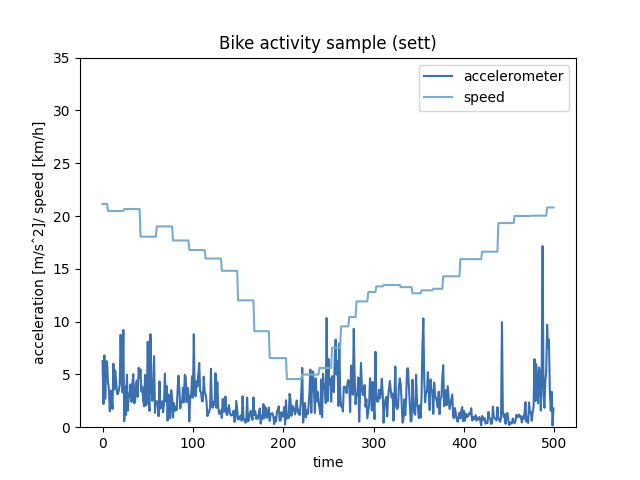 Bike activity sample (sett)
accelerometer
speed
acceleration [m/s^2]/ speed [km/h]
35
30
25
20
15
10
5
0
0 100 200 300 400 500
time